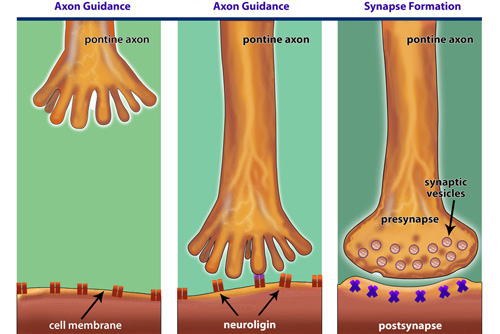 Axon Guidance
pontine axon
cell membrane
Axon Guidance
pontine axon
neuroligin
Synapse Formation
pontine axon
synaptic
vesicles
presynapse
postsynapse